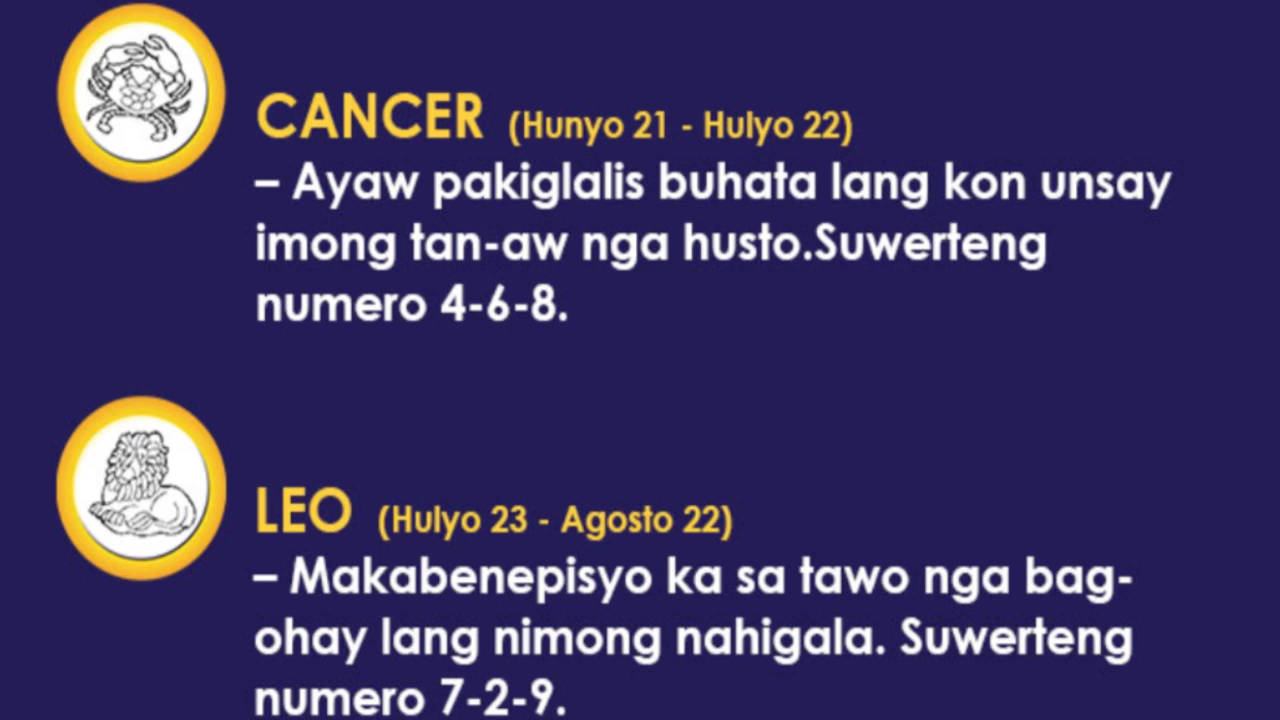 CANCER (Hunyo 21 - Hulyo 22)
– Ayaw pakiglalis buhata lang kon unsay
imong tan-aw nga husto.Suwerteng
numero 4-6-8.
LEO (Hulyo 23 - Agosto 22)
– Makabenepisyo ka sa tawo nga bag-
ohay lang nimong nahigala. Suwerteng
numero 7-2-9.